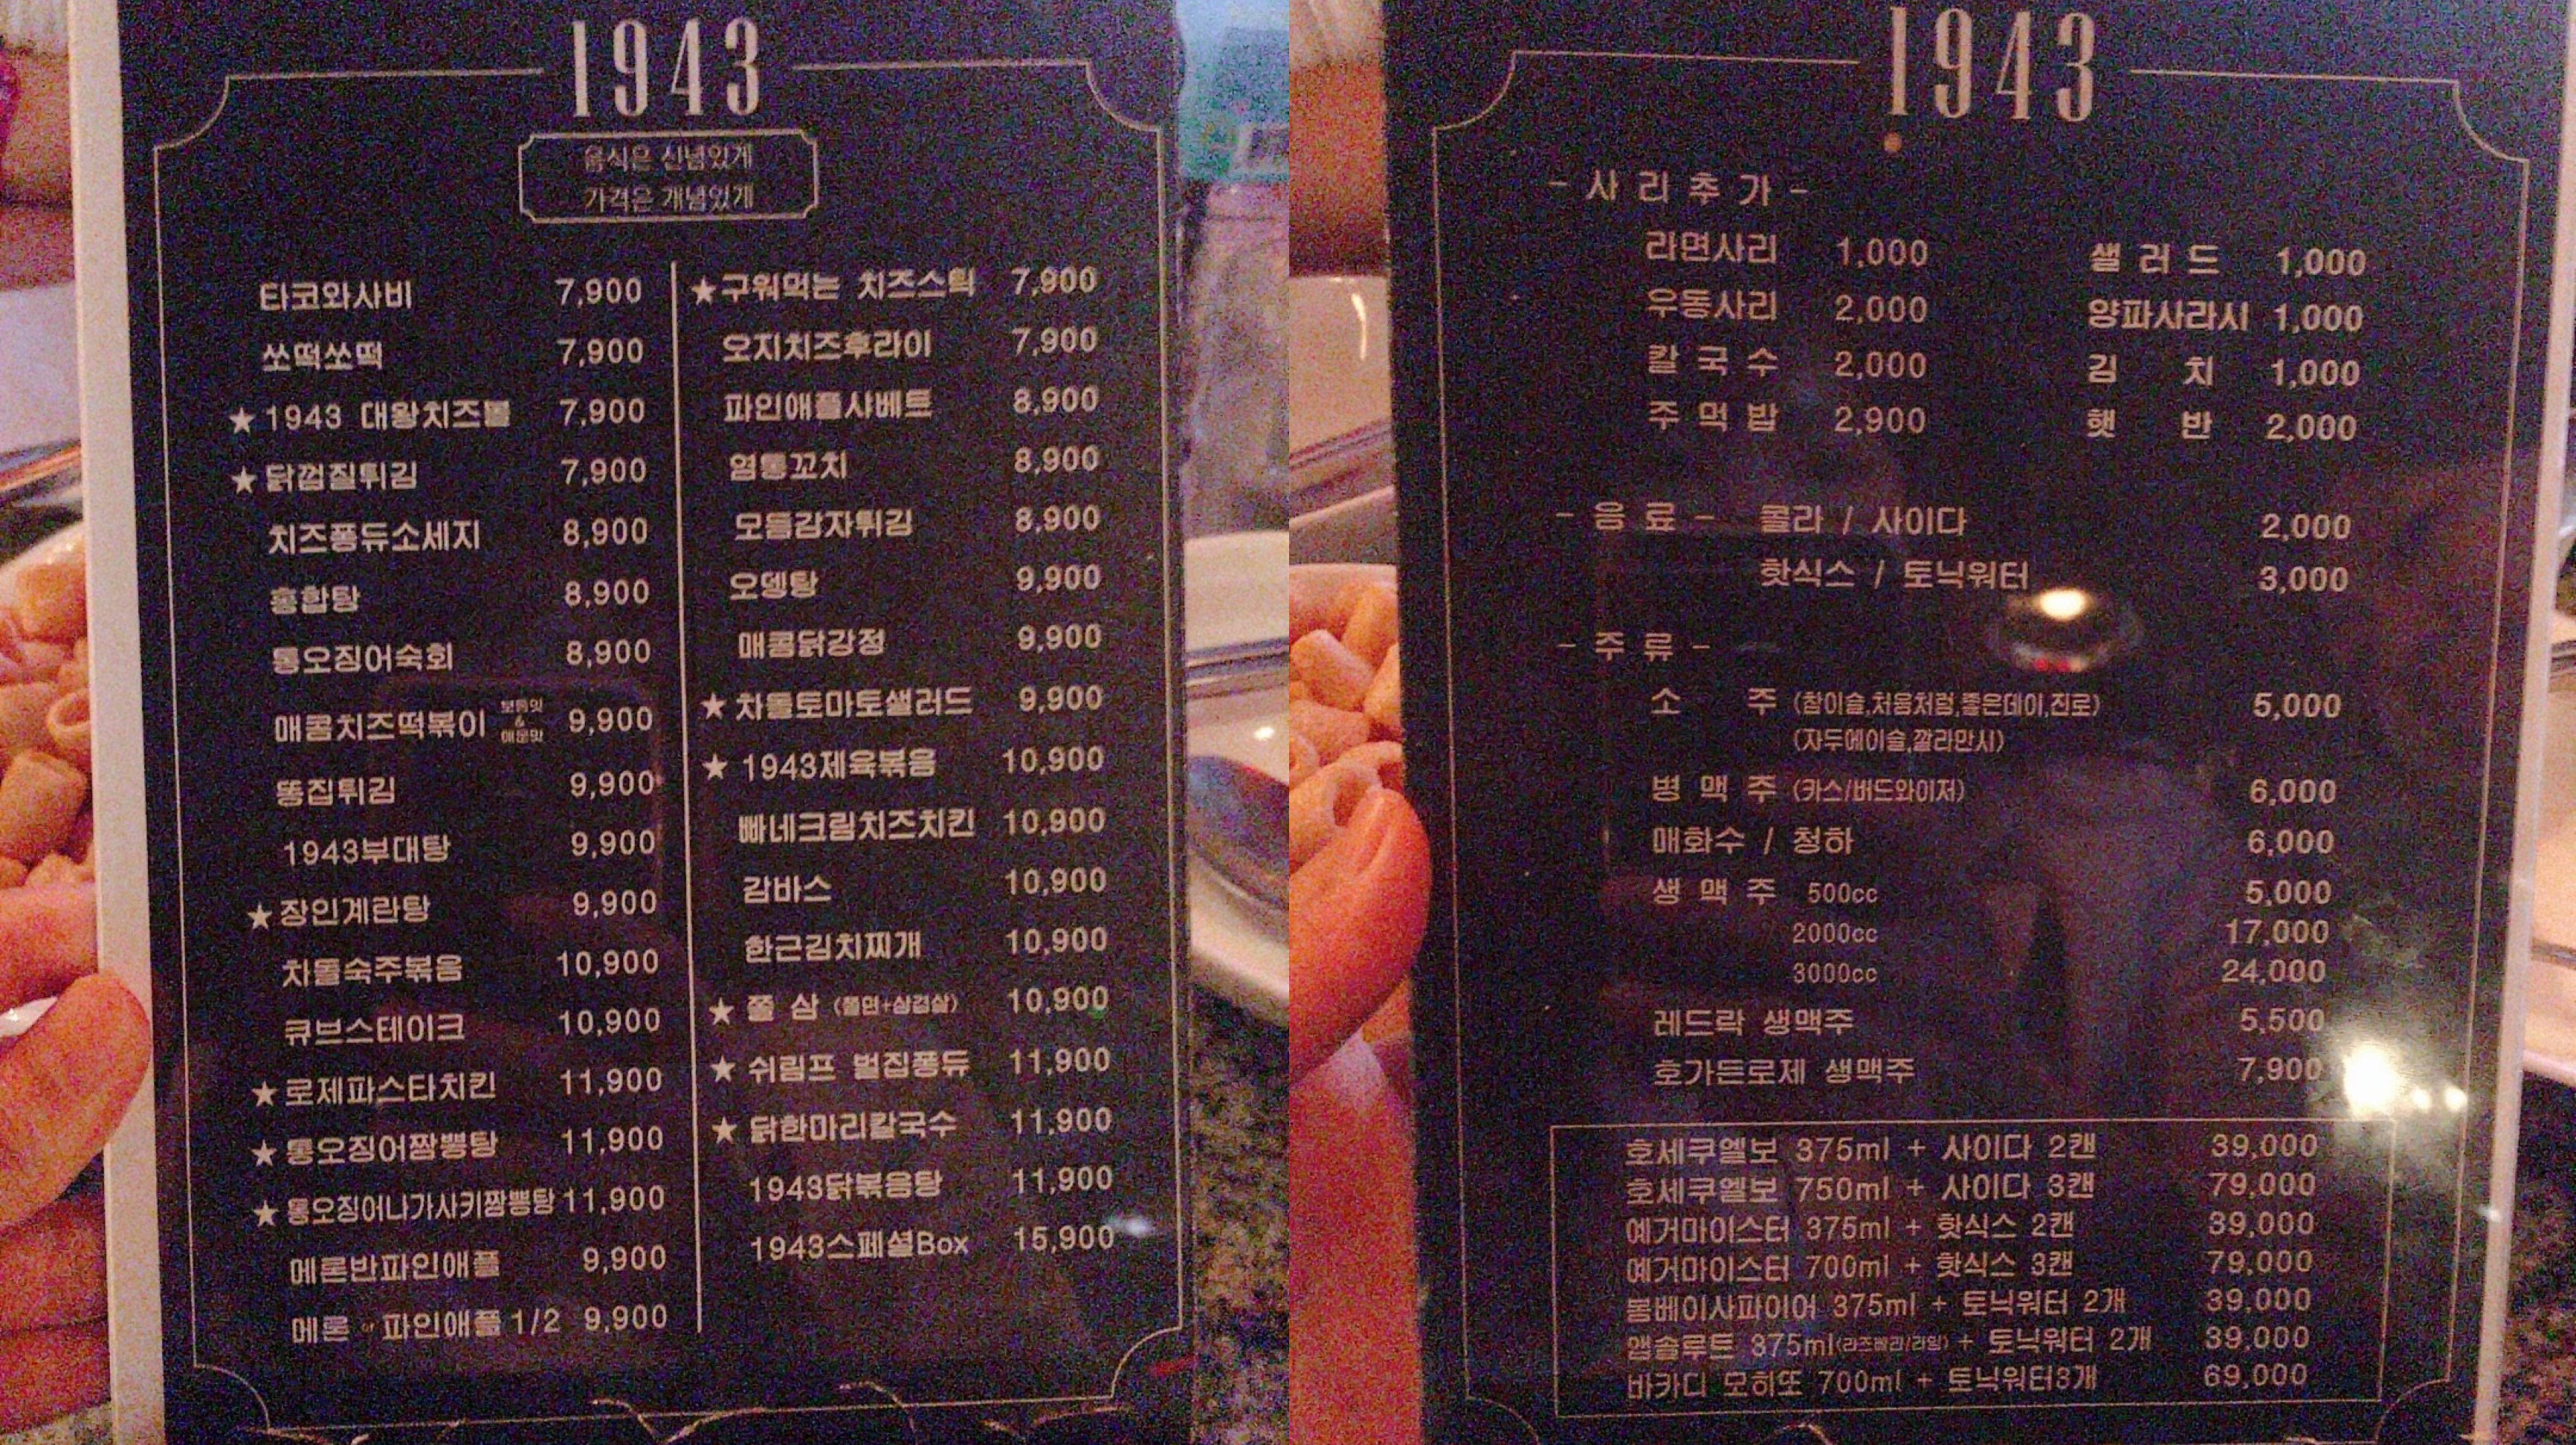 1943
음식은 신념있게
가격은 개념있게
타코와사비 7,900
쏘떡쏘떡 7,900
★ 1943 대왕치즈볼 7,900
★ 닭껍질튀김 7,900
치즈퐁듀소세지 8,900
홍합탕 8,900
통오징어숙회 8,900
매콤치즈떡볶이 보통맛 & 매운맛 9,900
똥집튀김 9,900
1943부대탕 9,900
★ 장인계란탕 9,900
차돌숙주볶음 10,900
큐브스테이크 10,900
★ 로제파스타치킨 11,900
★ 통오징어짬뽕탕 11,900
★ 통오징어나가사키짬뽕탕 11,900
메론반파인애플 9,900
메론 or 파인애플 1/2 9,900
★ 구워먹는 치즈스틱 7,900
오지치즈후라이 7,900
파인애플샤베트 8,900
염통꼬치 8,900
모듬감자튀김 8,900
오뎅탕 9,900
매콤닭강정 9,900
★ 차돌토마토샐러드 9,900
★ 1943제육볶음 10,900
빠네크림치즈치킨 10,900
감바스 10,900
한근김치찌개 10,900
★ 쫄 삼 (쫄면+삼겹살) 10,900
★ 쉬림프 벌집퐁듀 11,900
★ 닭한마리칼국수 11,900
1943닭볶음탕 11,900
1943스페셜Box 15,900
1943
- 사 리 추 가 -
라면사리 1,000
우동사리 2,000
칼 국 수 2,000
주 먹 밥 2,900
샐 러 드 1,000
양파사라시 1,000
김 치 1,000
햇 반 2,000
- 음 료 - 콜라 / 사이다 2,000
핫식스 / 토닉워터 3,000
- 주 류 -
소 주 (참이슬,처음처럼,좋은데이,진로) 5,000
(자두에이슬,깔라만시)
병 맥 주 (카스/버드와이저) 6,000
매화수 / 청하 6,000
생 맥 주 500cc 5,000
2000cc 17,000
3000cc 24,000
레드락 생맥주 5,500
호가든로제 생맥주 7,900
호세쿠엘보 375ml + 사이다 2캔 39,000
호세쿠엘보 750ml + 사이다 3캔 79,000
예거마이스터 375ml + 핫식스 2캔 39,000
예거마이스터 700ml + 핫식스 3캔 79,000
봄베이사파이어 375ml + 토닉워터 2개 39,000
앱솔루트 375ml(라즈베리/라임) + 토닉워터 2개 39,000
바카디 모히또 700ml + 토닉워터3개 69,000